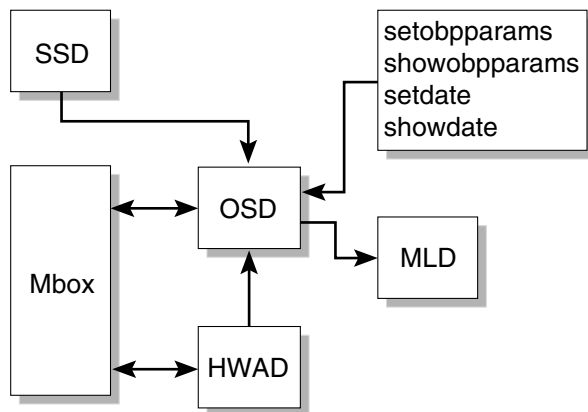 SSD
setobpparams
showobpparams
setdate
showdate
OSD
MLD
Mbox
HWAD